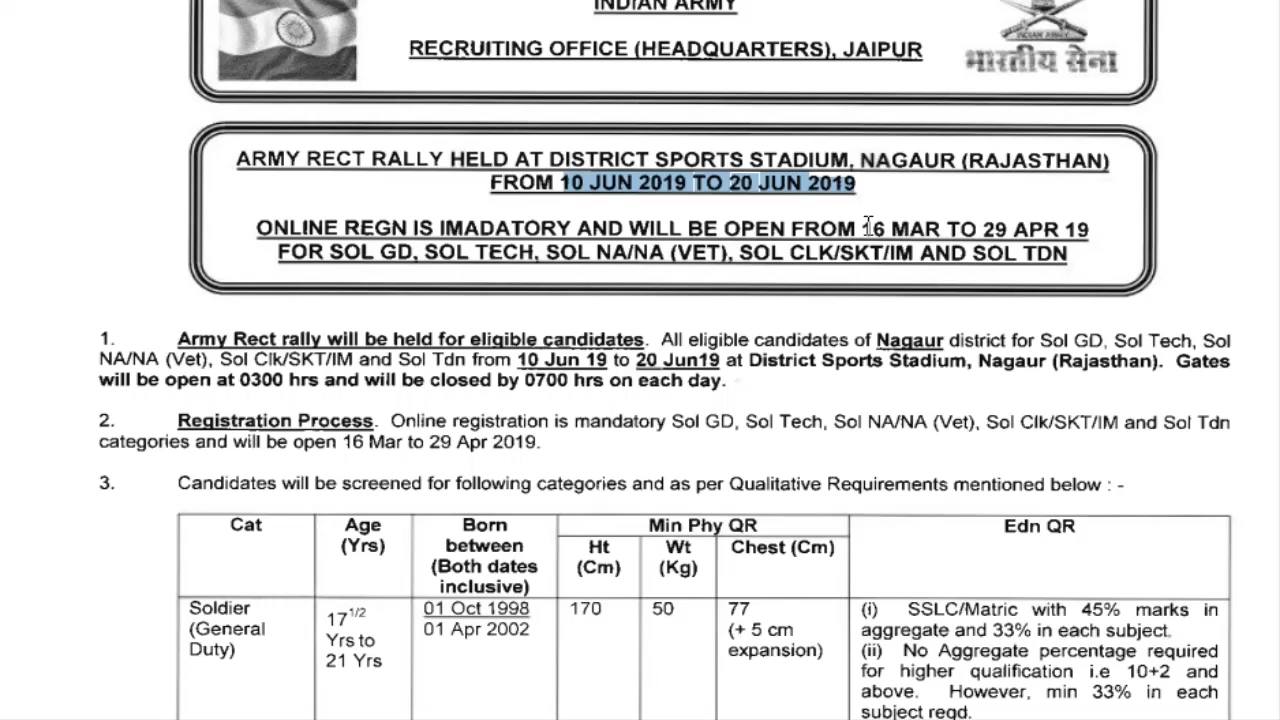 INDIAN ARMY
RECRUITING OFFICE (HEADQUARTERS), JAIPUR
INDIAN ARMY
भारतीय सेना
ARMY RECT RALLY HELD AT DISTRICT SPORTS STADIUM, NAGAUR (RAJASTHAN)
FROM 10 JUN 2019 TO 20 JUN 2019
ONLINE REGN IS IMADATORY AND WILL BE OPEN FROM 16 MAR TO 29 APR 19
FOR SOL GD, SOL TECH, SOL NA/NA (VET), SOL CLK/SKT/IM AND SOL TDN
1. Army Rect rally will be held for eligible candidates. All eligible candidates of Nagaur district for Sol GD, Sol Tech, Sol
NA/NA (Vet), Sol Clk/SKT/IM and Sol Tdn from 10 Jun 19 to 20 Jun19 at District Sports Stadium, Nagaur (Rajasthan). Gates
will be open at 0300 hrs and will be closed by 0700 hrs on each day.
2. Registration Process. Online registration is mandatory Sol GD, Sol Tech, Sol NA/NA (Vet), Sol Clk/SKT/IM and Sol Tdn
categories and will be open 16 Mar to 29 Apr 2019.
3. Candidates will be screened for following categories and as per Qualitative Requirements mentioned below : -
Cat
Age
(Yrs)
Born
between
(Both dates
inclusive)
Min Phy QR
Ht
(Cm)
Wt
(Kg)
Chest (Cm)
Edn QR
Soldier
(General
Duty)
17 1/2
Yrs to
21 Yrs
01 Oct 1998
01 Apr 2002
170
50
77
(+ 5 cm
expansion)
(i) SSLC/Matric with 45% marks in
aggregate and 33% in each subject.
(ii) No Aggregate percentage required
for higher qualification i.e 10+2 and
above. However, min 33% in each
subject reqd.